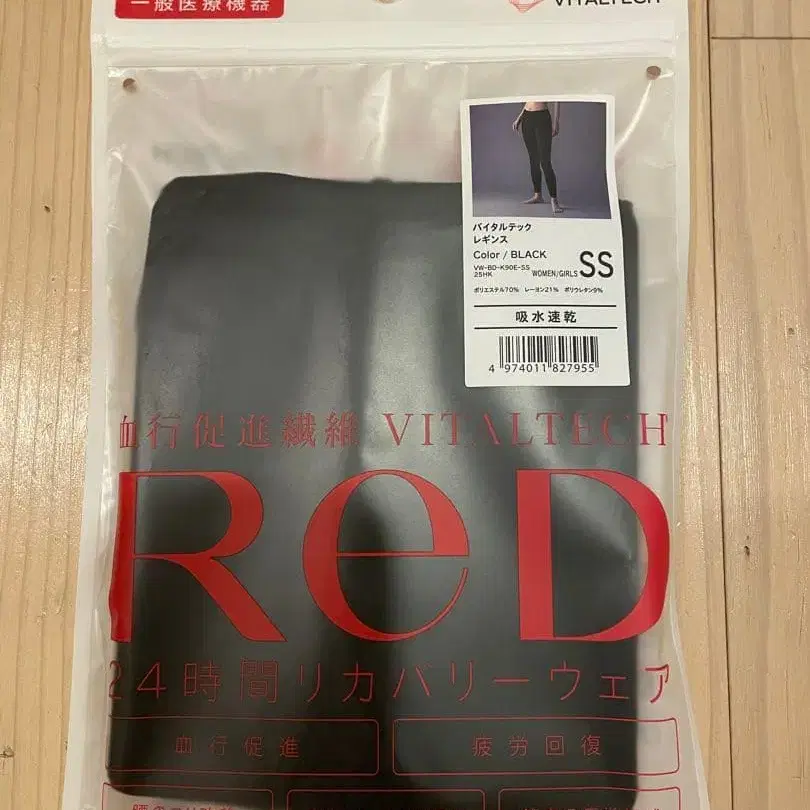 一般医療機器
VITALTECH
バイタルテック
レギンス
Color / BLACK
VW-BD-K90E-SS
25HK
WOMEN/GIRLS SS
ポリエステル70% レーヨン21% ポリウレタン9%
吸水速乾
4 974011 827955
血行促進繊維 VITALTECH
ReD
24時間リカバリーウェア
血行促進
疲労回復